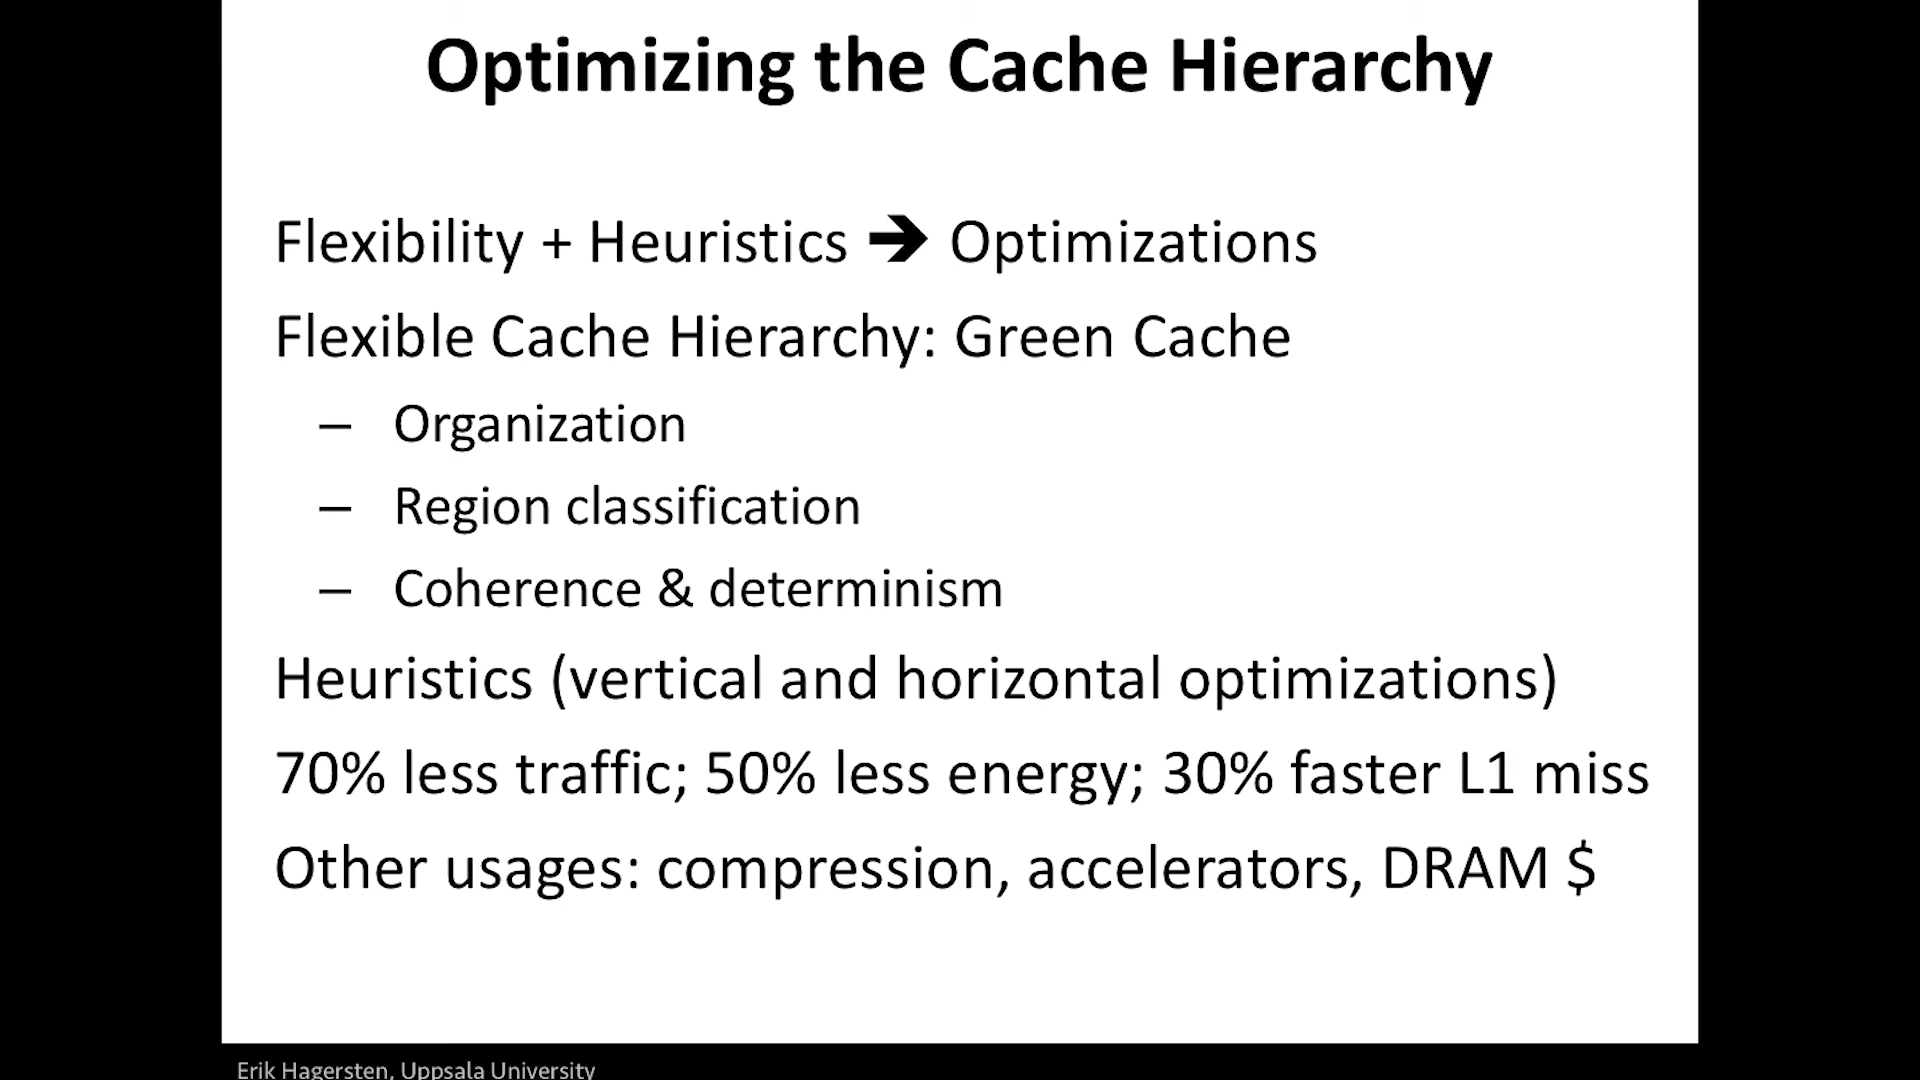 Optimizing the Cache Hierarchy
Flexibility + Heuristics ➔ Optimizations
Flexible Cache Hierarchy: Green Cache
– Organization
– Region classification
– Coherence & determinism
Heuristics (vertical and horizontal optimizations)
70% less traffic; 50% less energy; 30% faster L1 miss
Other usages: compression, accelerators, DRAM $
Erik Hagersten, Uppsala University